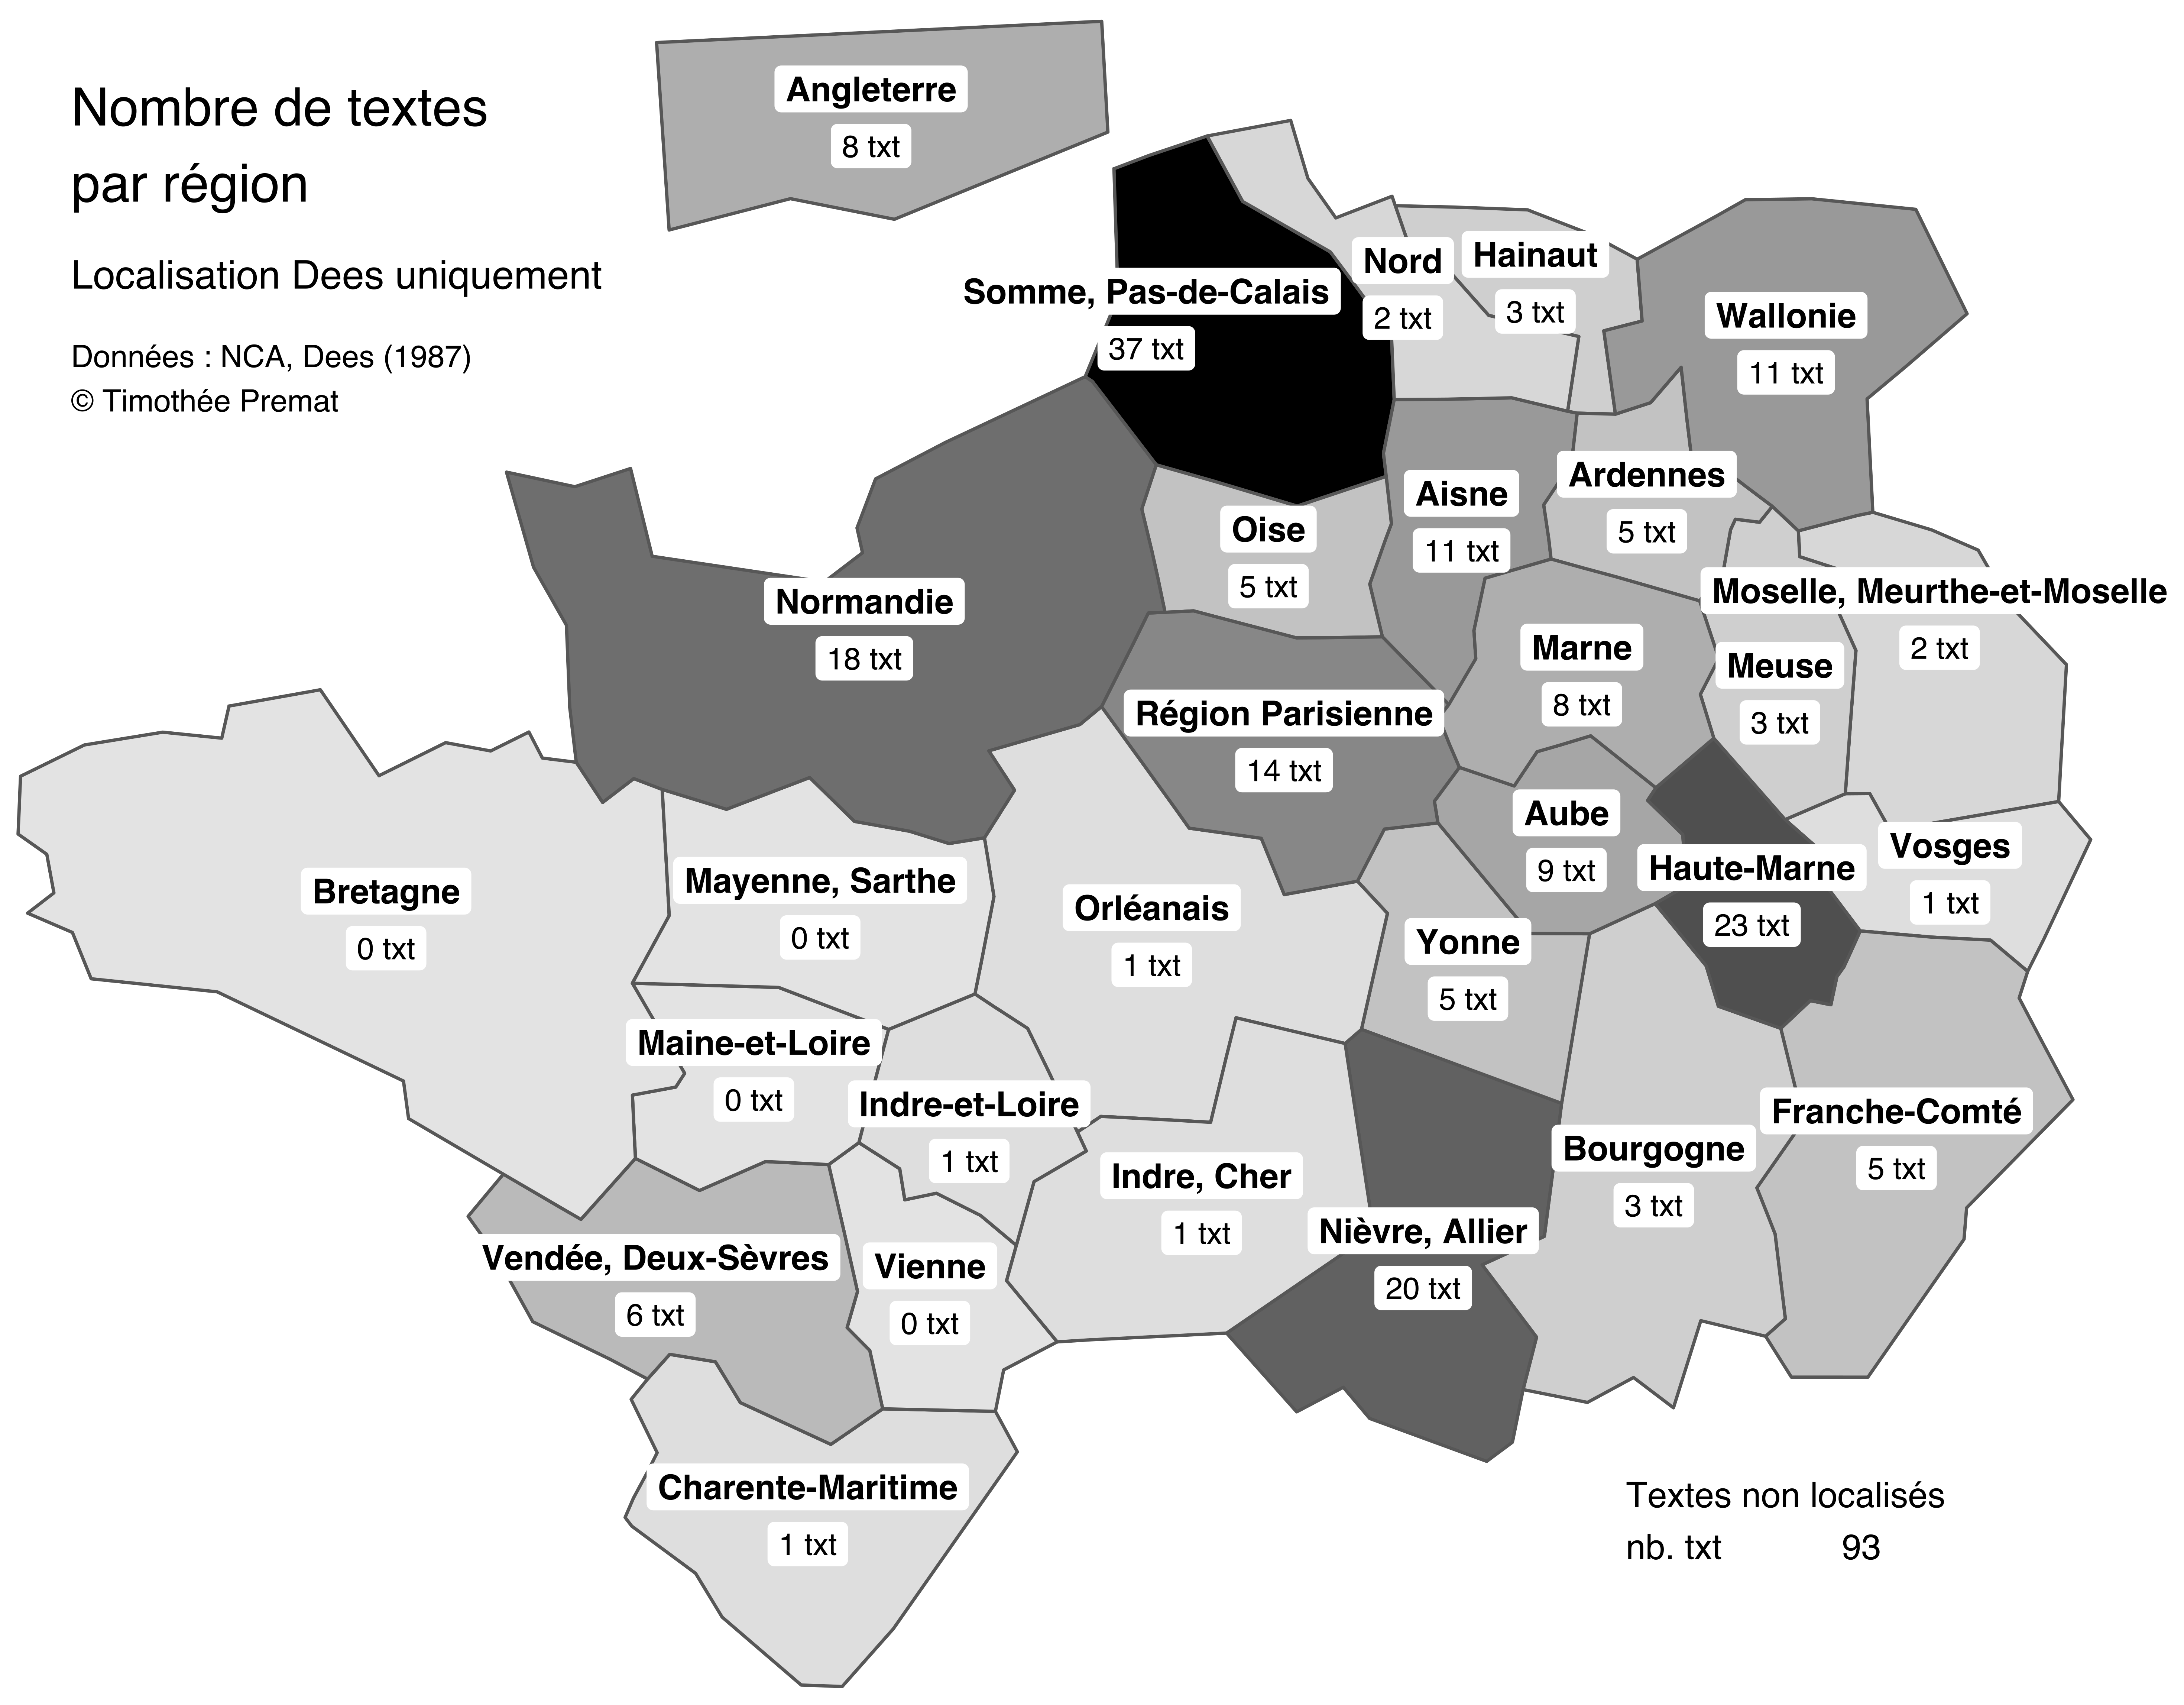 Nombre de textes
par région
Localisation Dees uniquement
Données : NCA, Dees (1987)
© Timothée Premat
Angleterre
8 txt
Somme, Pas-de-Calais
37 txt
Nord
2 txt
Hainaut
3 txt
Wallonie
11 txt
Normandie
18 txt
Oise
5 txt
Aisne
11 txt
Ardennes
5 txt
Moselle, Meurthe-et-Moselle
2 txt
Marne
8 txt
Meuse
3 txt
Région Parisienne
14 txt
Aube
9 txt
Haute-Marne
23 txt
Vosges
1 txt
Bretagne
0 txt
Mayenne, Sarthe
0 txt
Orléanais
1 txt
Yonne
5 txt
Maine-et-Loire
0 txt
Indre-et-Loire
1 txt
Indre, Cher
1 txt
Nièvre, Allier
20 txt
Bourgogne
3 txt
Franche-Comté
5 txt
Vendée, Deux-Sèvres
6 txt
Vienne
0 txt
Charente-Maritime
1 txt
Textes non localisés
nb. txt 93